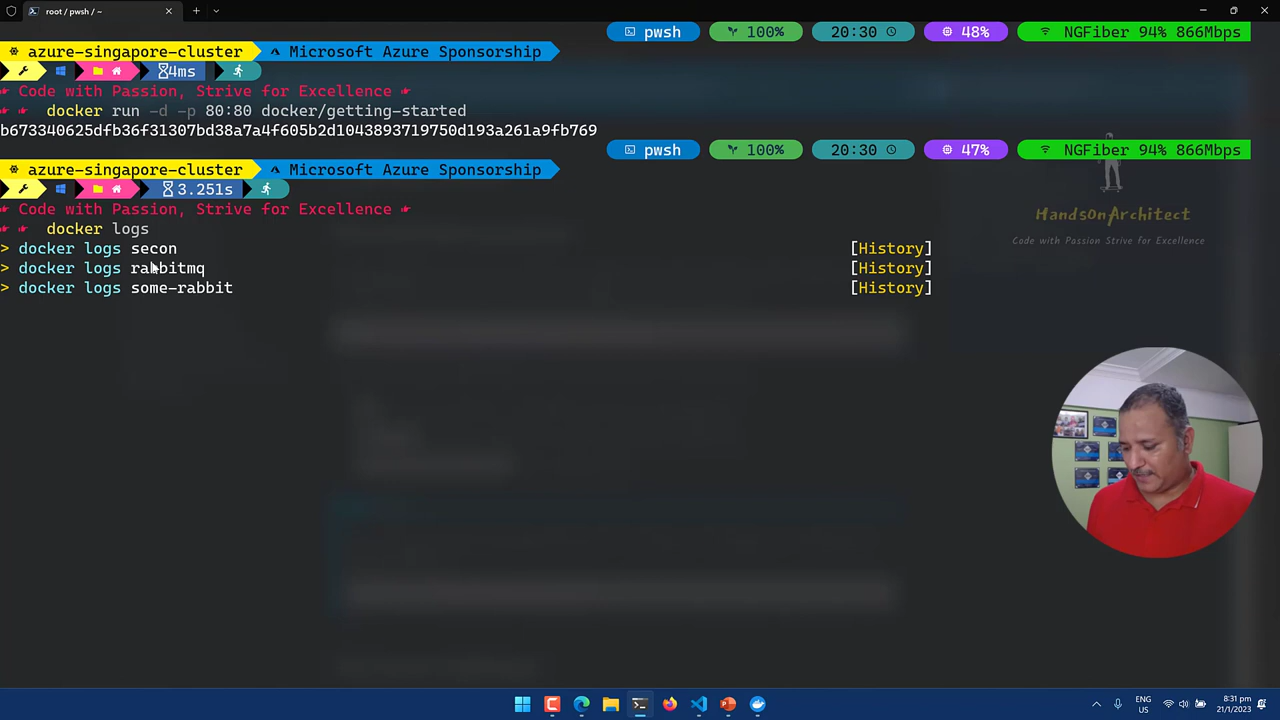 root / pwsh / ~
pwsh 100% 20:30 48% NGFiber 94% 866Mbps
azure-singapore-cluster Microsoft Azure Sponsorship
4ms
Code with Passion, Strive for Excellence
docker run -d -p 80:80 docker/getting-started
b673340625dfb36f31307bd38a7a4f605b2d1043893719750d193a261a9fb769
pwsh 100% 20:30 47% NGFiber 94% 866Mbps
azure-singapore-cluster Microsoft Azure Sponsorship
3.251s
Code with Passion, Strive for Excellence
docker logs
> docker logs secon [History]
> docker logs rabbitmq [History]
> docker logs some-rabbit [History]
HandsOnArchitect
Code with Passion Strive for Excellence
ENG
US
8:31 pm
21/1/2023